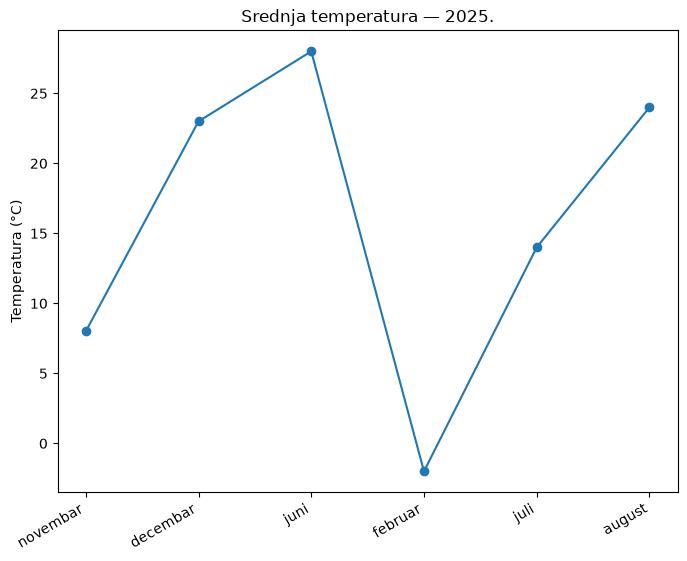 Srednja temperatura — 2025.
Temperatura (°C)
25
20
15
10
5
0
novembar
decembar
juni
februar
juli
august